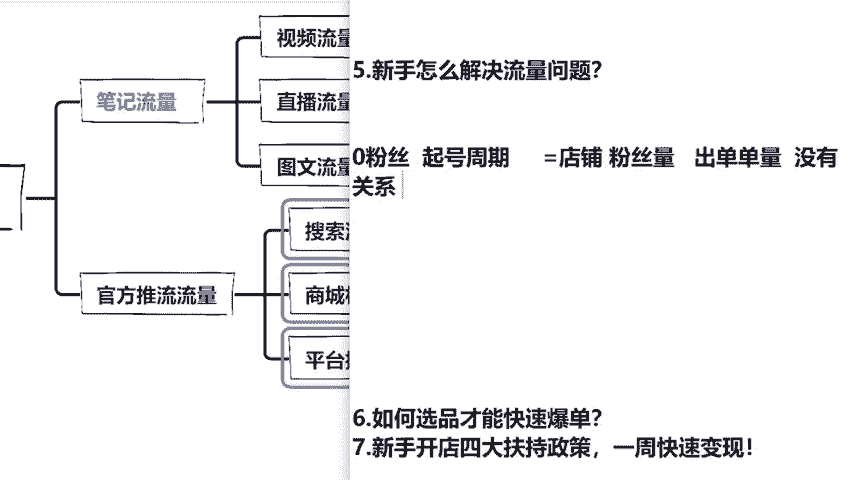 视频流量
笔记流量
直播流量
图文流量
搜索
官方推流流量
商城
平台
5.新手怎么解决流量问题?
0粉丝 起号周期 =店铺 粉丝量 出单单量 没有
关系
6.如何选品才能快速爆单?
7.新手开店四大扶持政策，一周快速变现!